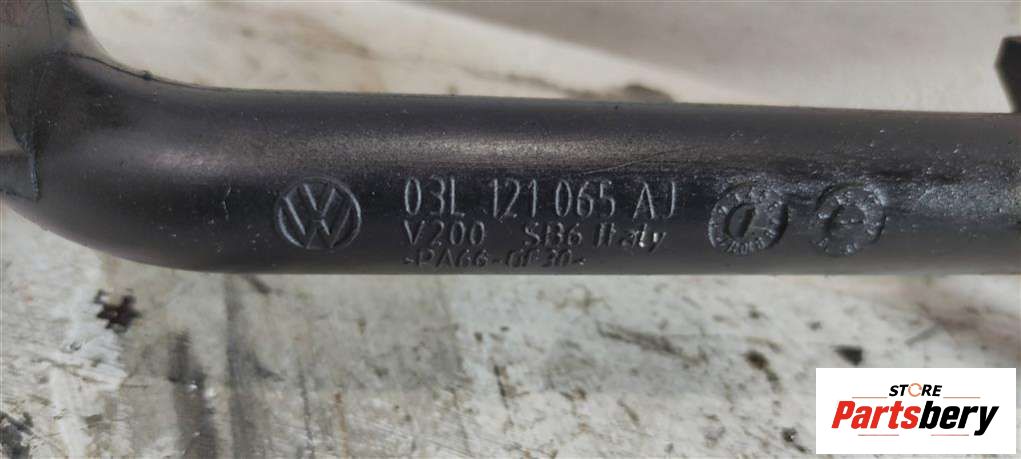 03L 121 065 AJ
V200 SB6 Italy
>PA66-GF30<
STORE
Partsbery